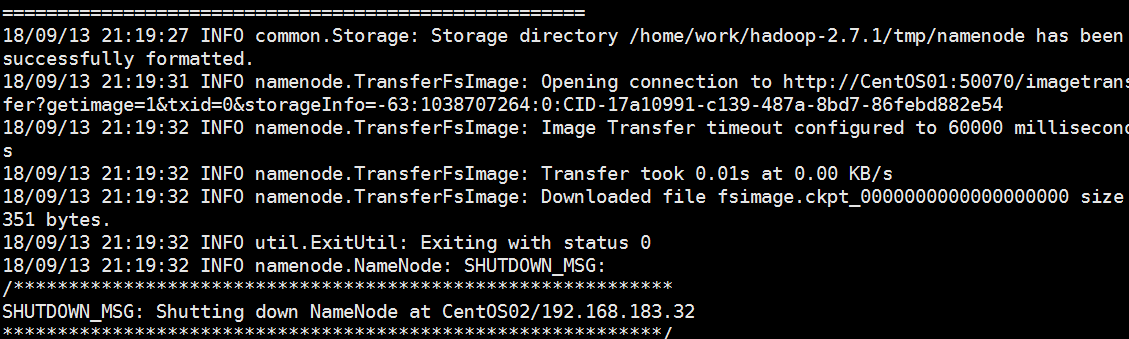 =====================================================
18/09/13 21:19:27 INFO common.Storage: Storage directory /home/work/hadoop-2.7.1/tmp/namenode has been
successfully formatted.
18/09/13 21:19:31 INFO namenode.TransferFsImage: Opening connection to http://CentOS01:50070/imagetrans
fer?getimage=1&txid=0&storageInfo=-63:1038707264:0:CID-17a10991-c139-487a-8bd7-86febd882e54
18/09/13 21:19:32 INFO namenode.TransferFsImage: Image Transfer timeout configured to 60000 millisecond
s
18/09/13 21:19:32 INFO namenode.TransferFsImage: Transfer took 0.01s at 0.00 KB/s
18/09/13 21:19:32 INFO namenode.TransferFsImage: Downloaded file fsimage.ckpt_0000000000000000000 size
351 bytes.
18/09/13 21:19:32 INFO util.ExitUtil: Exiting with status 0
18/09/13 21:19:32 INFO namenode.NameNode: SHUTDOWN_MSG:
/************************************************************
SHUTDOWN_MSG: Shutting down NameNode at CentOS02/192.168.183.32
************************************************************/